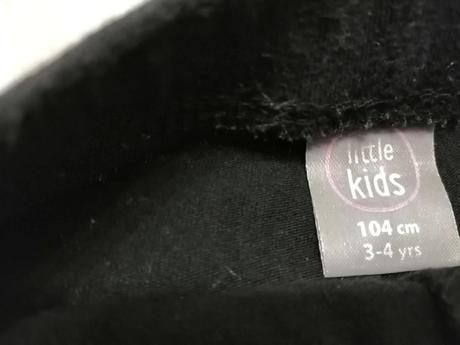 little
kids
104 cm
3-4 yrs